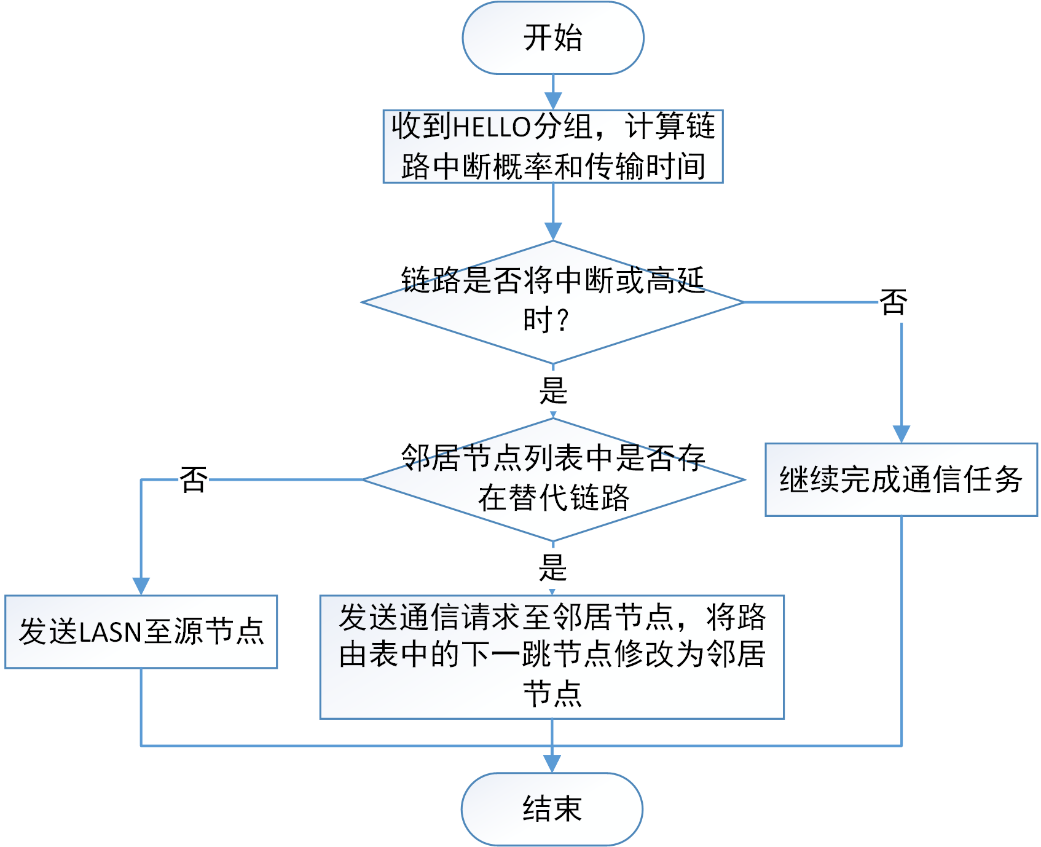 开始
收到HELLO分组，计算链
路中断概率和传输时间
链路是否将中断或高延
时？
否
是
邻居节点列表中是否存
在替代链路
继续完成通信任务
否
是
发送LASN至源节点
发送通信请求至邻居节点，将路
由表中的下一跳节点修改为邻居
节点
结束